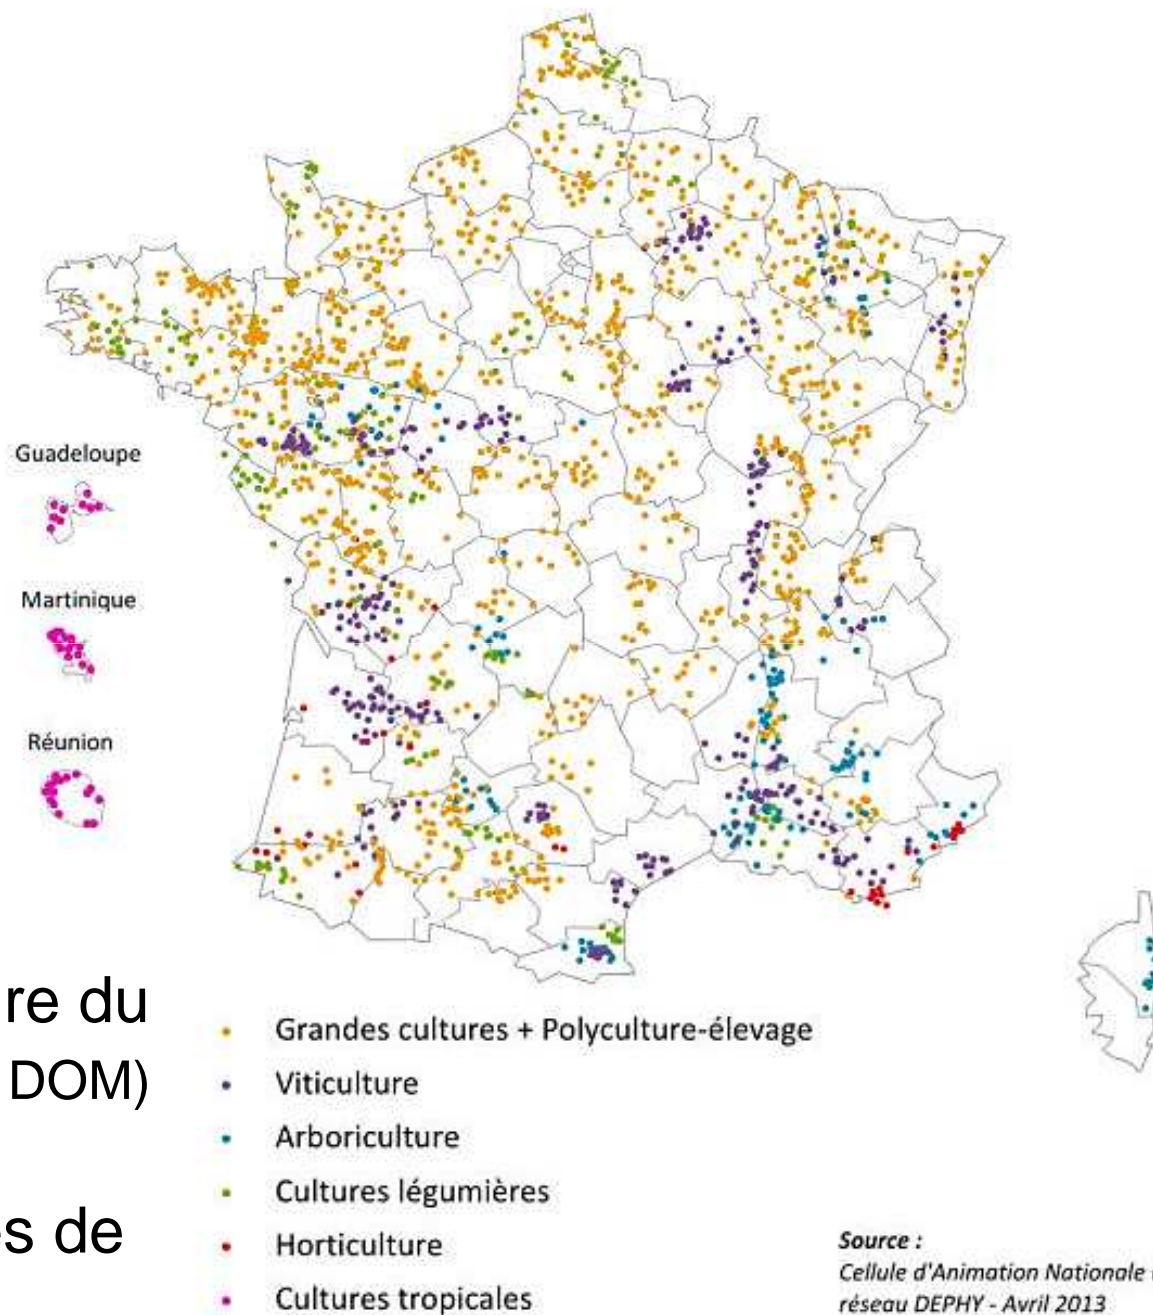 Guadeloupe
Martinique
Réunion
re du
DOM)
es de
Grandes cultures + Polyculture-élevage
Viticulture
Arboriculture
Cultures légumières
Horticulture
Cultures tropicales
Source :
Cellule d'Animation Nationale
réseau DEPHY - Avril 2013